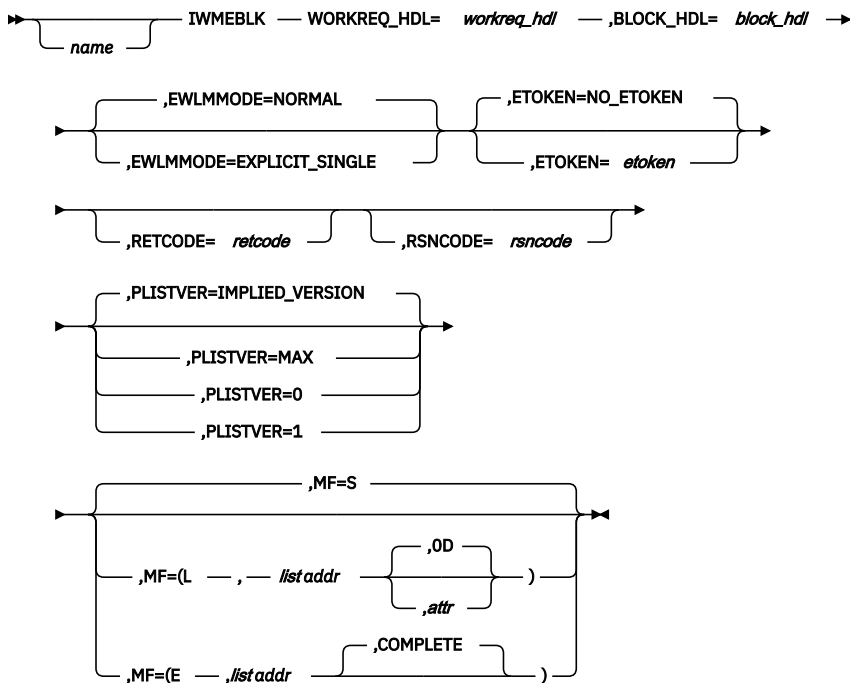 IWMEBLK WORKREQ_HDL= workreq_hdl ,BLOCK_HDL= block_hdl
name
,EWLMMODE=NORMAL ,ETOKEN=NO_ETOKEN
,EWLMMODE=EXPLICIT_SINGLE ,ETOKEN= etoken
,RETCODE= retcode ,RSNCODE= rsncode
,PLISTVER=IMPLIED_VERSION
,PLISTVER=MAX
,PLISTVER=0
,PLISTVER=1
,MF=S
,0D
,MF=(L , list addr )
,attr
,COMPLETE
,MF=(E ,list addr )